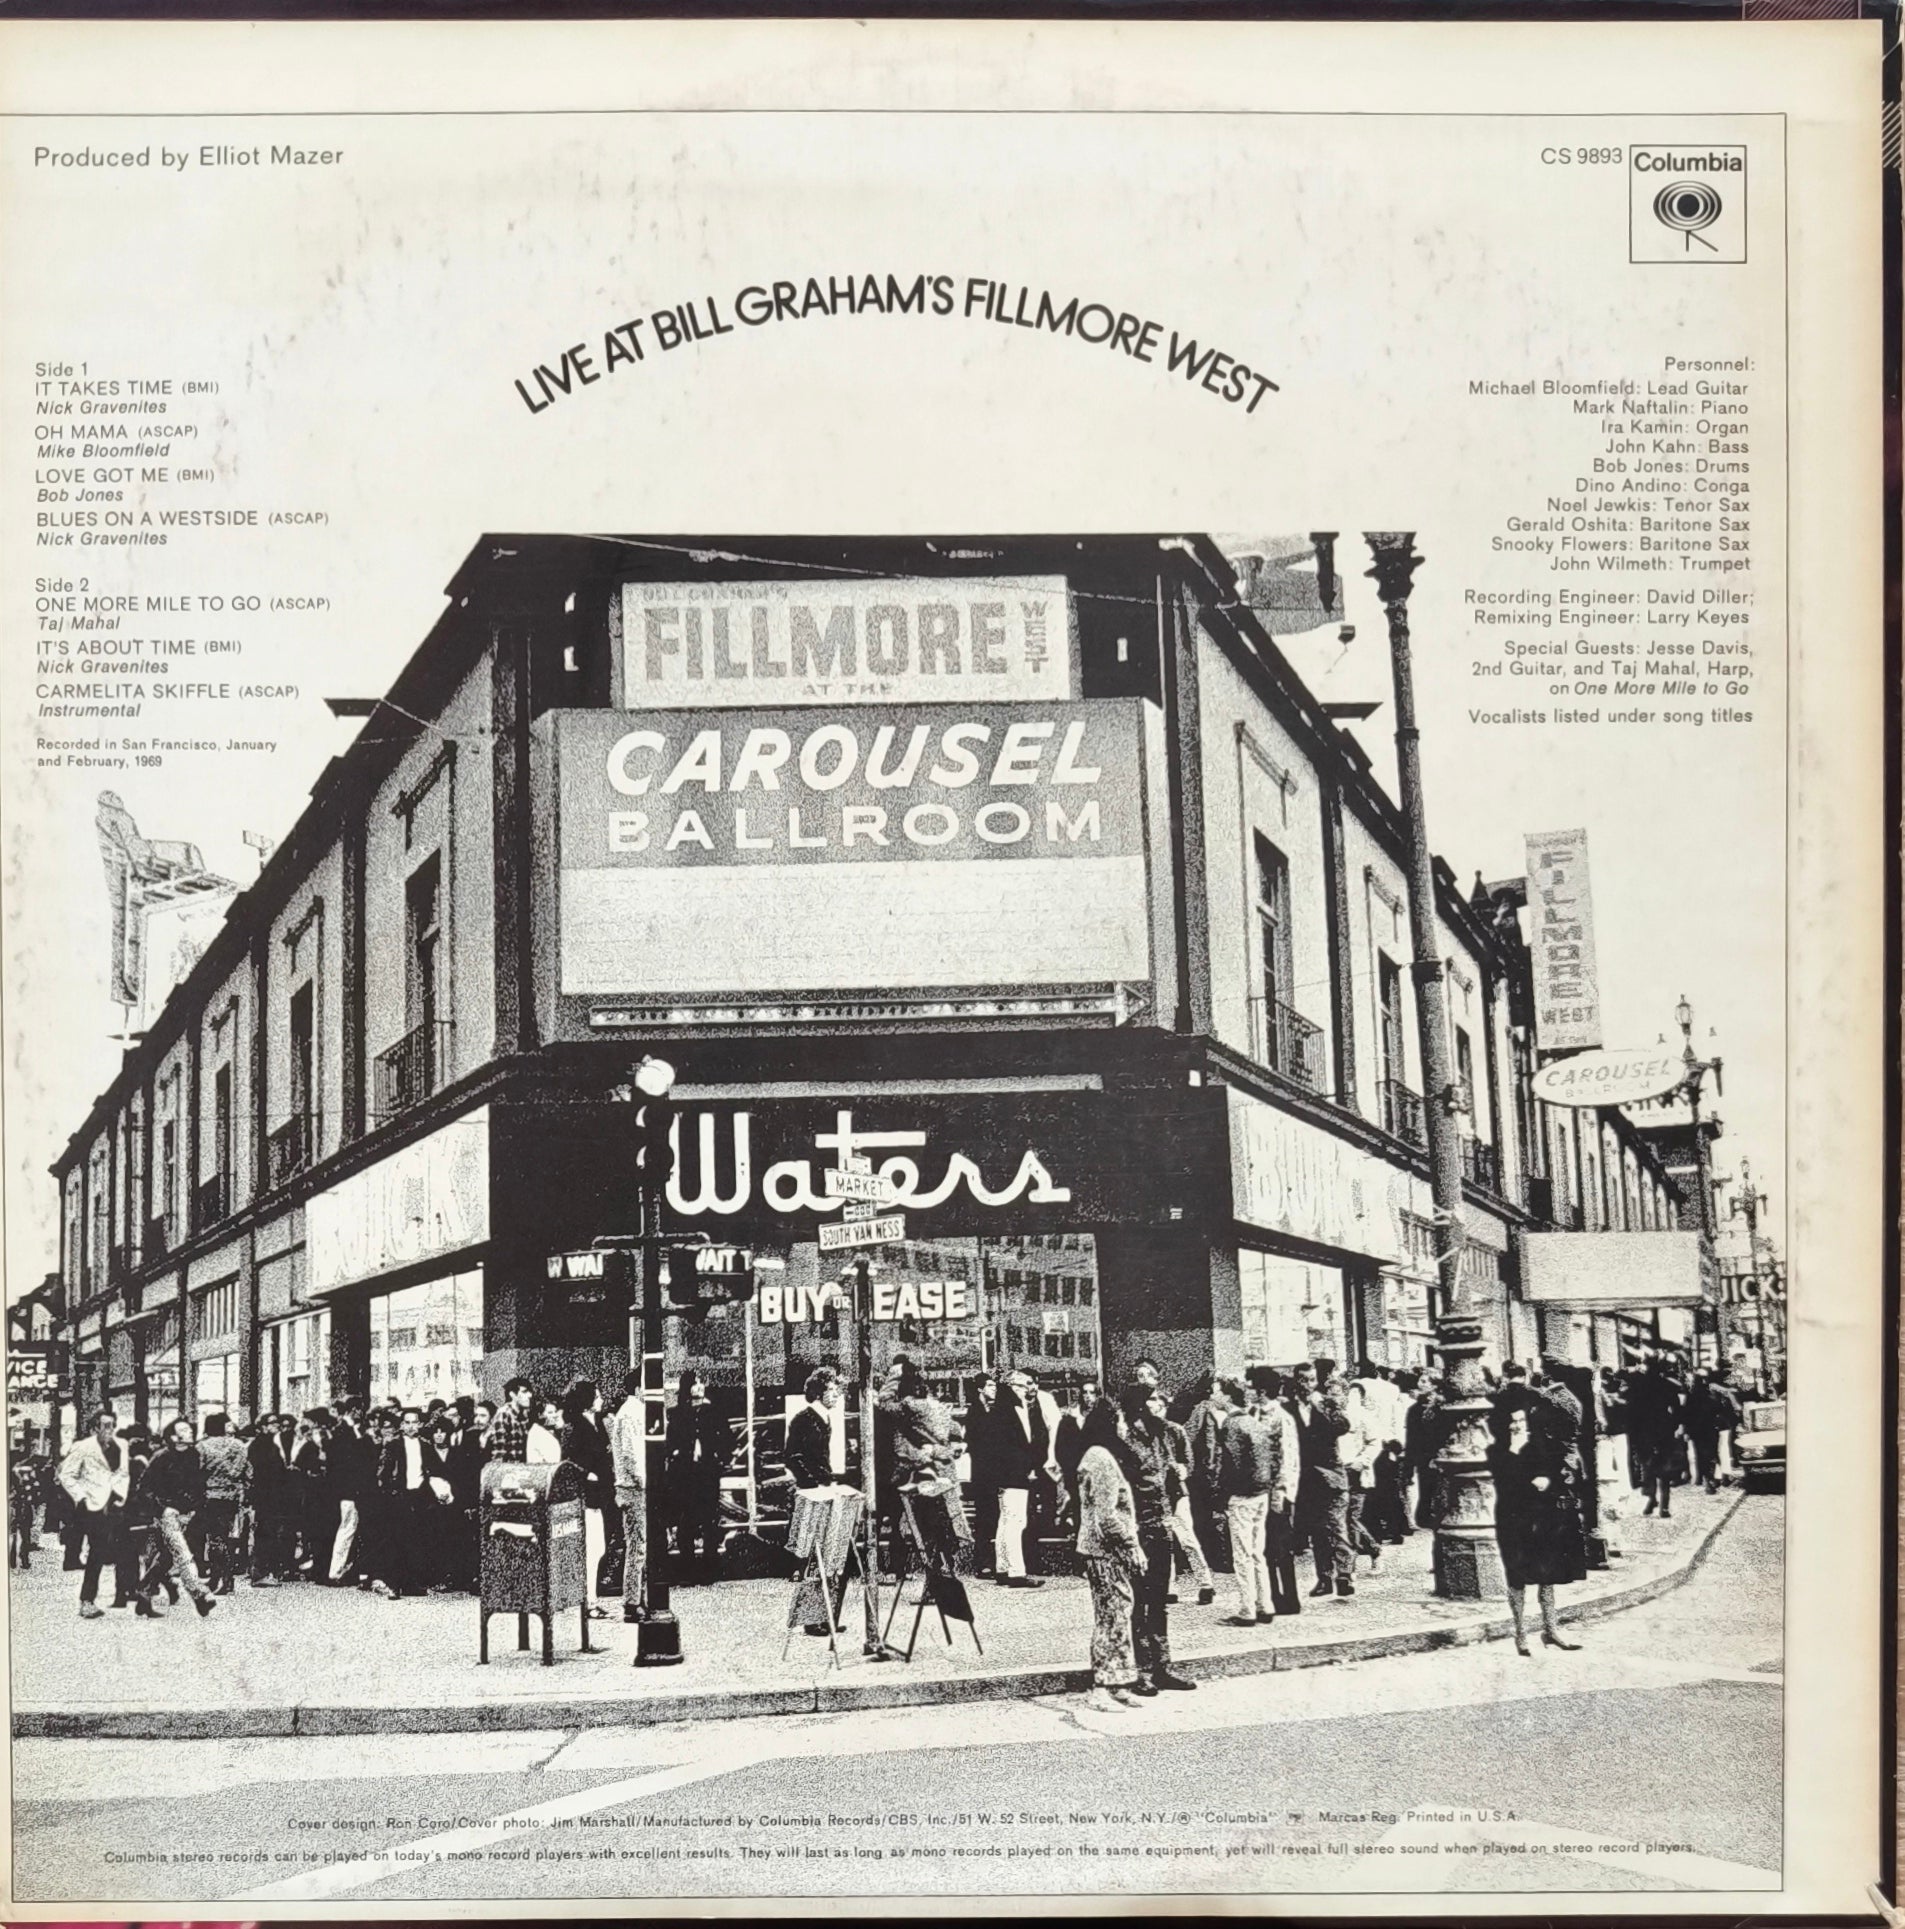 Produced by Elliot Mazer
CS 9893
Columbia
LIVE AT BILL GRAHAM'S FILLMORE WEST
Side 1
IT TAKES TIME (BMI)
Nick Gravenites
OH MAMA (ASCAP)
Mike Bloomfield
LOVE GOT ME (BMI)
Bob Jones
BLUES ON A WESTSIDE (ASCAP)
Nick Gravenites
Side 2
ONE MORE MILE TO GO (ASCAP)
Taj Mahal
IT'S ABOUT TIME (BMI)
Nick Gravenites
CARMELITA SKIFFLE (ASCAP)
Instrumental
Recorded in San Francisco, January
and February, 1969
Personnel:
Michael Bloomfield: Lead Guitar
Mark Naftalin: Piano
Ira Kamin: Organ
John Kahn: Bass
Bob Jones: Drums
Dino Andino: Conga
Noel Jewkis: Tenor Sax
Gerald Oshita: Baritone Sax
Snooky Flowers: Baritone Sax
John Wilmeth: Trumpet
Recording Engineer: David Diller;
Remixing Engineer: Larry Keyes
Special Guests: Jesse Davis,
2nd Guitar, and Taj Mahal, Harp,
on One More Mile to Go
Vocalists listed under song titles
BILL GRAHAM'S
FILLMORE WEST
AT THE
CAROUSEL
BALLROOM
FILLMORE
WEST
CAROUSEL
BALLROOM
Waters
MARKET
SOUTH VAN NESS
W WAI
WAIT T
BUY OR EASE
VICE
ANCE
JICK
Cover design: Ron Coro/Cover photo: Jim Marshall/Manufactured by Columbia Records/CBS, Inc./51 W. 52 Street, New York, N.Y./® "Columbia" Marcas Reg. Printed in U.S.A.
Columbia stereo records can be played on today's mono record players with excellent results. They will last as long as mono records played on the same equipment, yet will reveal full stereo sound when played on stereo record players.